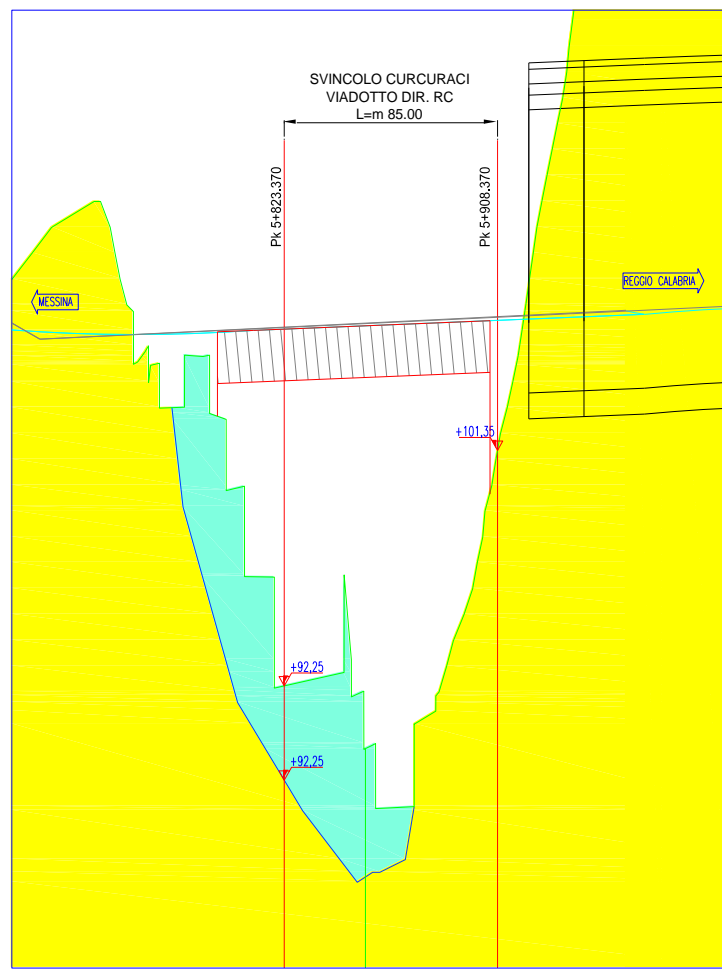 SVINCOLO CURCURACI
VIADOTTO DIR. RC
L=m 85.00
Pk 5+823.370
Pk 5+908.370
MESSINA
REGGIO CALABRIA
+101,35
+92,25
+92,25